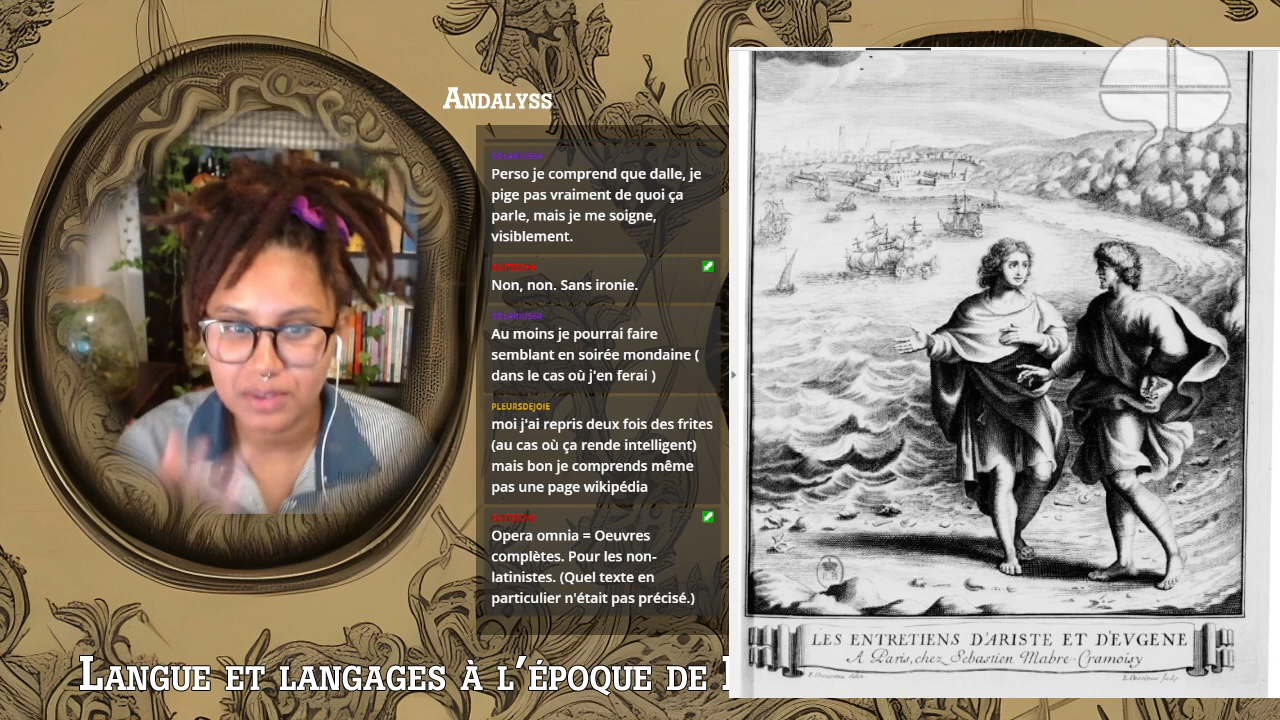 Andalyss
Perso je comprend que dalle, je
pige pas vraiment de quoi ça
parle, mais je me soigne,
visiblement.
Non, non. Sans ironie.
Au moins je pourrai faire
semblant en soirée mondaine (
dans le cas où j'en ferai )
PLEURSDEJOIE
moi j'ai repris deux fois des frites
(au cas où ça rende intelligent)
mais bon je comprends même
pas une page wikipédia
Opera omnia = Oeuvres
complètes. Pour les non-
latinistes. (Quel texte en
particulier n'était pas précisé.)
Langue et langages à l'époque de
LES ENTRETIENS D'ARISTE ET D'EVGENE
A Paris, chez Sebastien Mabre-Cramoisy